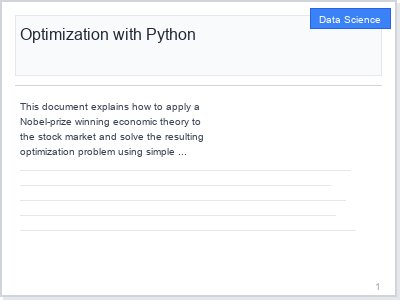 Data Science
Optimization with Python
This document explains how to apply a
Nobel-prize winning economic theory to
the stock market and solve the resulting
optimization problem using simple ...
1